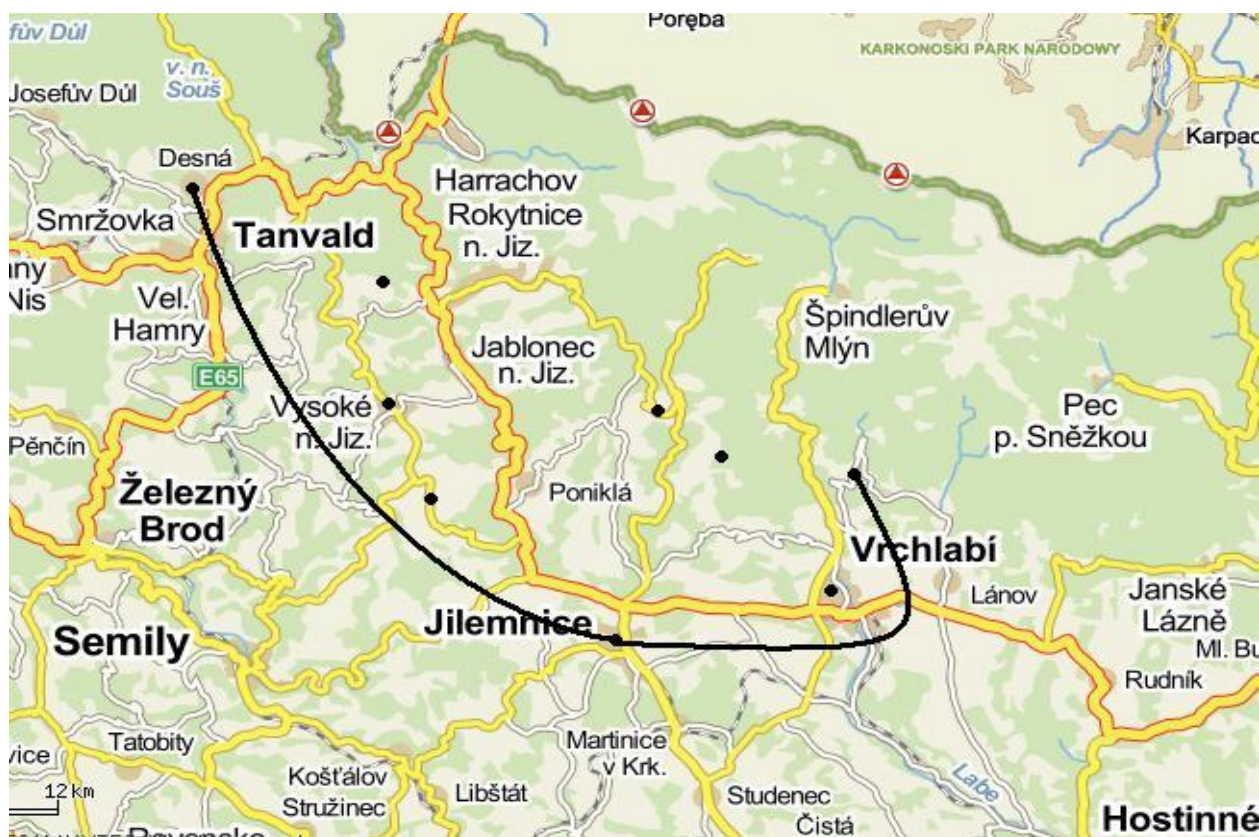 Poręba
fův Důl
KARKONOSKI PARK NARODOWY
v. n.
Souš
Josefův Důl
Karpac
Desná
Harrachov
Smržovka
Rokytnice
n. Jiz.
Tanvald
any
Nis
Vel.
Hamry
Špindlerův
Mlýn
Jablonec
n. Jiz.
E65
Vysoké
n. Jiz.
Pec
p. Sněžkou
Pěnčín
Železný
Brod
Poniklá
Vrchlabí
Lánov
Janské
Lázně
Jilemnice
Semily
Ml. Bu
Rudník
Tatobity
vice
Martinice
v Krk.
Košťálov
Stružinec
Libštát
12 km
Labe
Studenec
Čistá
Hostinné